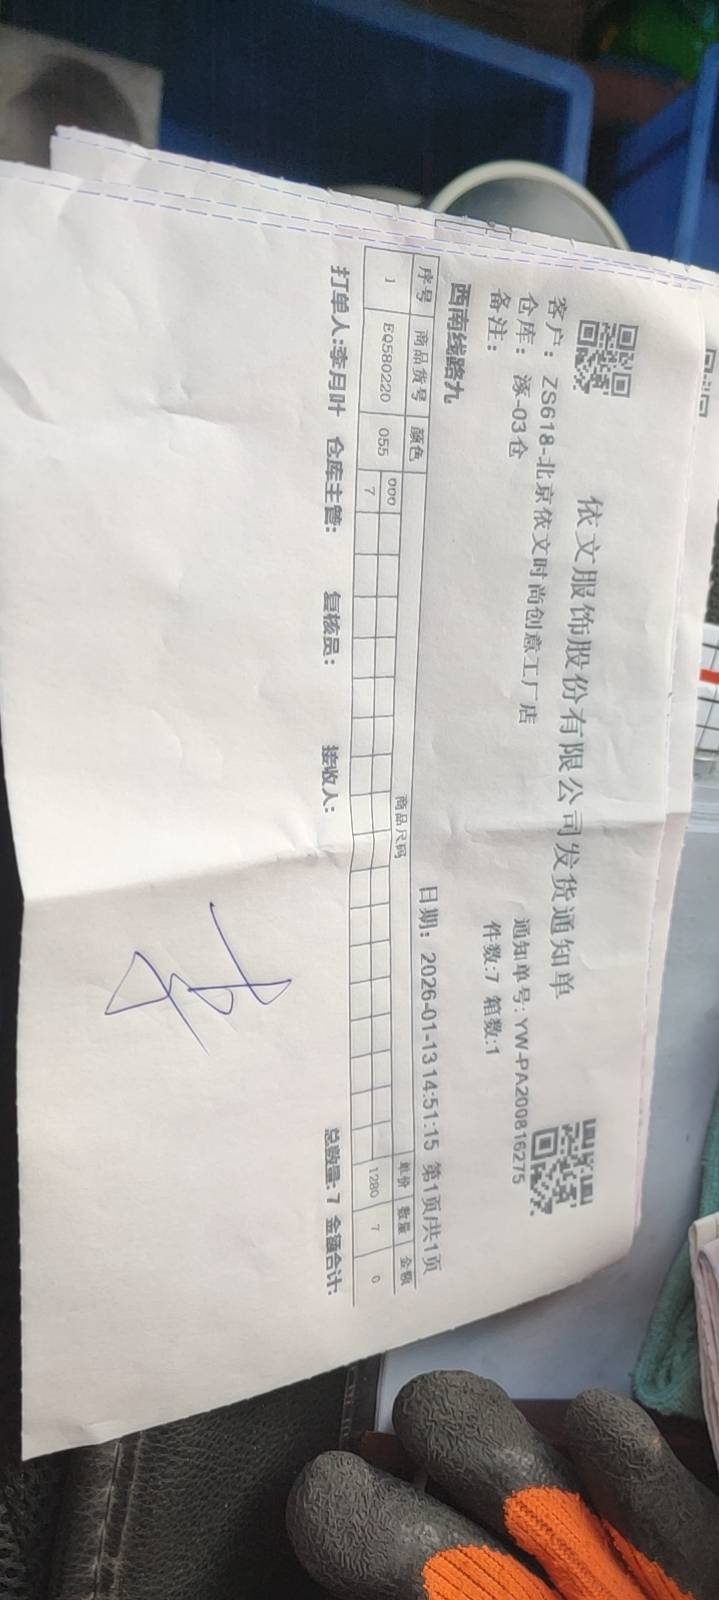 依文服饰股份有限公司发货通知单
客户：ZS618-北京依文时尚创意工厂店 通知单号:YW-PA200816275
仓库：涿-03仓 件数:7 箱数:1
备注：
西南线路九 日期：2026-01-13 14:51:15 第1页/共1页
序号 商品货号 颜色 商品尺码 单价 数量 金额
000
1 EQ580220 055 7 1280 7 0
打单人:李月叶 仓库主管: 复核员: 接收人: 总数量: 7 金额合计: